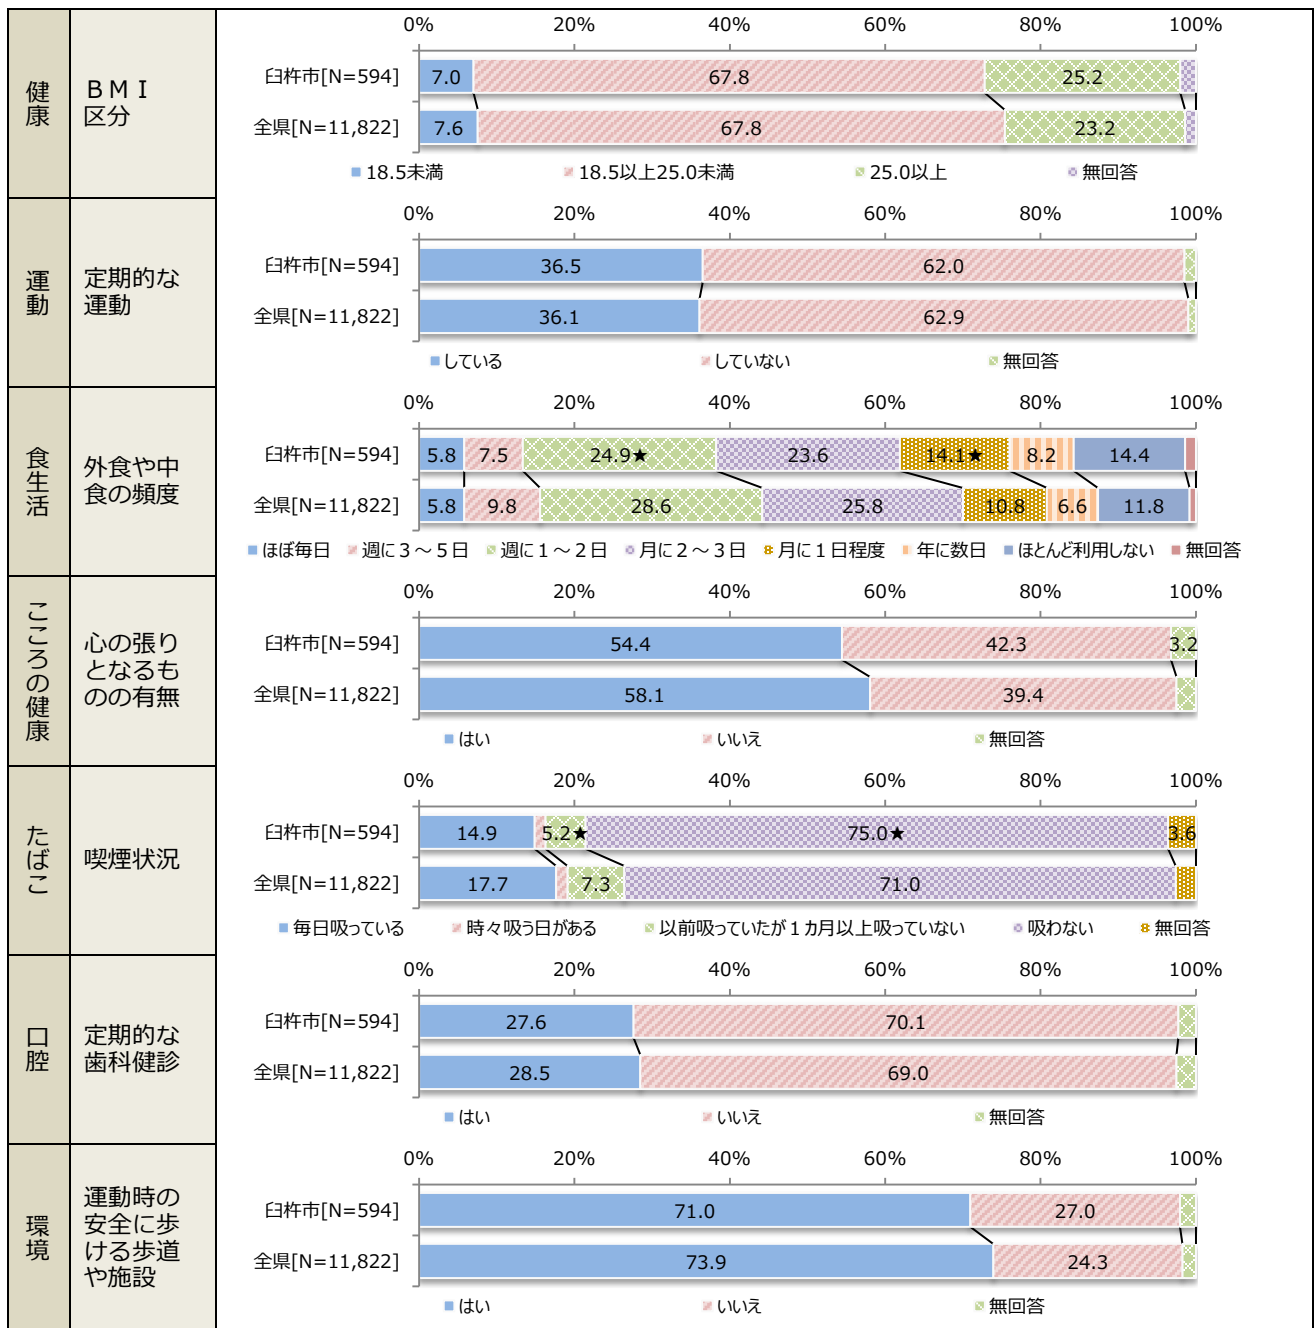 健康
ＢＭＩ
区分
0% 20% 40% 60% 80% 100%
臼杵市[N=594] 7.0 67.8 25.2
全県[N=11,822] 7.6 67.8 23.2
18.5未満 18.5以上25.0未満 25.0以上 無回答
運動
定期的な
運動
0% 20% 40% 60% 80% 100%
臼杵市[N=594] 36.5 62.0
全県[N=11,822] 36.1 62.9
している していない 無回答
食生活
外食や中
食の頻度
0% 20% 40% 60% 80% 100%
臼杵市[N=594] 5.8 7.5 24.9★ 23.6 14.1★ 8.2 14.4
全県[N=11,822] 5.8 9.8 28.6 25.8 10.8 6.6 11.8
ほぼ毎日 週に３～５日 週に１～２日 月に２～３日 月に１日程度 年に数日 ほとんど利用しない 無回答
こころの健康
心の張り
となるも
のの有無
0% 20% 40% 60% 80% 100%
臼杵市[N=594] 54.4 42.3 3.2
全県[N=11,822] 58.1 39.4
はい いいえ 無回答
たばこ
喫煙状況
0% 20% 40% 60% 80% 100%
臼杵市[N=594] 14.9 5.2★ 75.0★ 3.6
全県[N=11,822] 17.7 7.3 71.0
毎日吸っている 時々吸う日がある 以前吸っていたが１カ月以上吸っていない 吸わない 無回答
口腔
定期的な
歯科健診
0% 20% 40% 60% 80% 100%
臼杵市[N=594] 27.6 70.1
全県[N=11,822] 28.5 69.0
はい いいえ 無回答
環境
運動時の
安全に歩
ける歩道
や施設
0% 20% 40% 60% 80% 100%
臼杵市[N=594] 71.0 27.0
全県[N=11,822] 73.9 24.3
はい いいえ 無回答